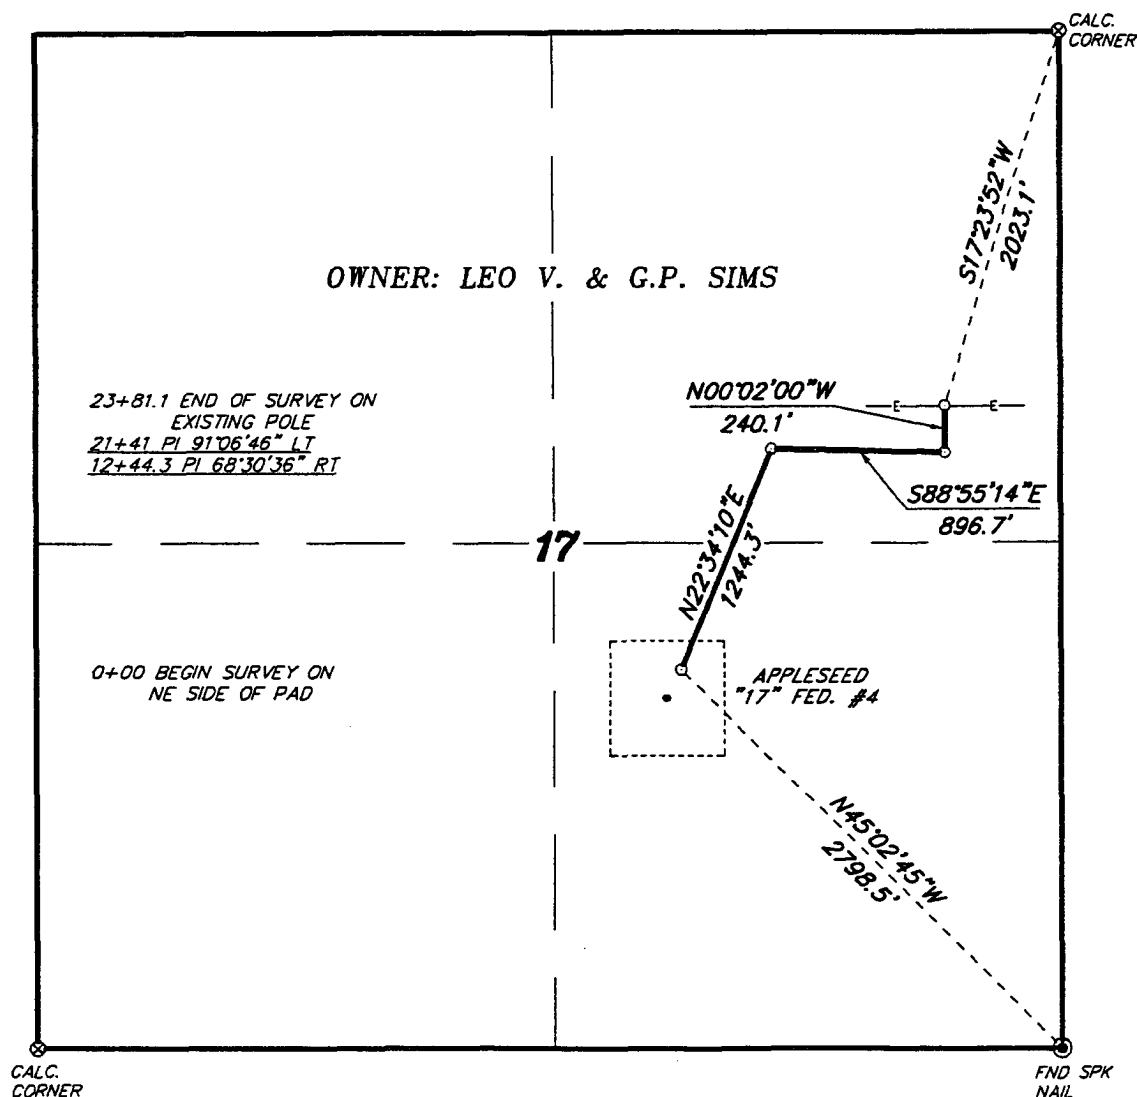 CALC.
CORNER
S17°23'52"W
2023.1'
OWNER: LEO V. & G.P. SIMS
23+81.1 END OF SURVEY ON
EXISTING POLE
21+41 PI 91°06'46" LT
12+44.3 PI 68°30'36" RT
N00°02'00"W
240.1'
E
E
S88°55'14"E
896.7'
N22°34'10"E
1244.3'
17
0+00 BEGIN SURVEY ON
NE SIDE OF PAD
APPLESEED
"17" FED. #4
N45°02'45"W
2798.5'
CALC.
CORNER
FND SPK
NAIL